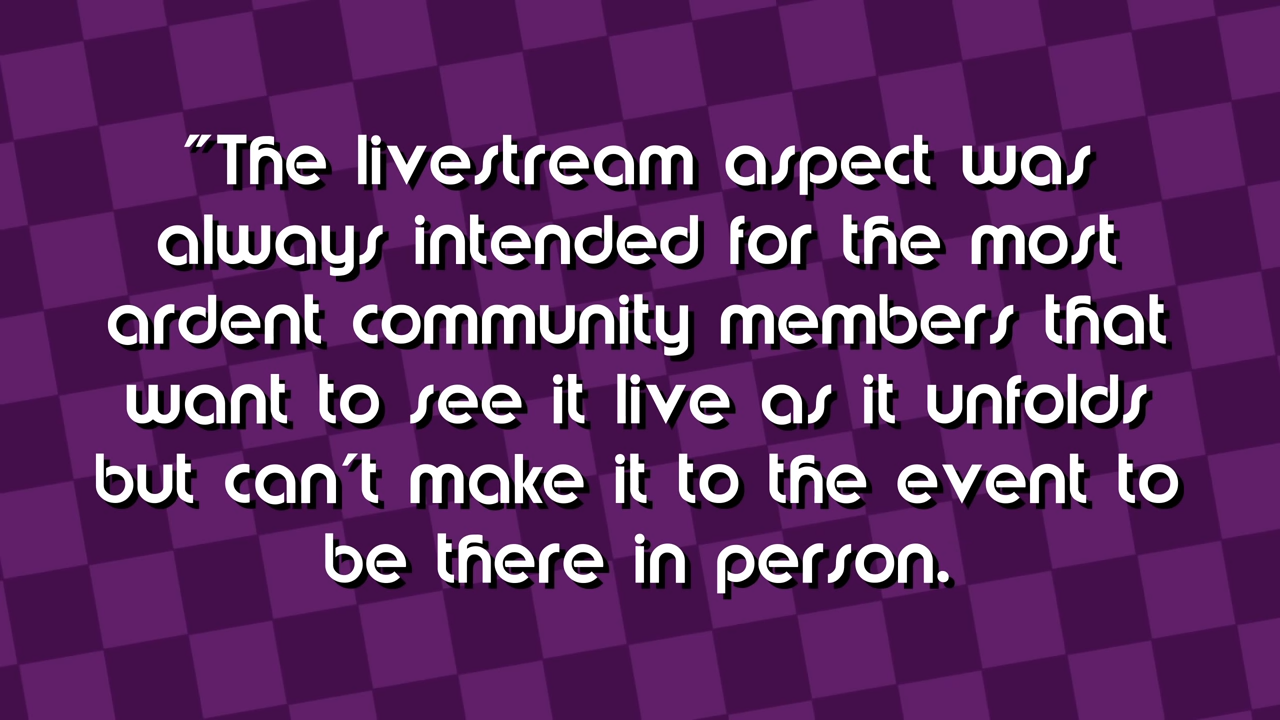 "The livestream aspect was
always intended for the most
ardent community members that
want to see it live as it unfolds
but can't make it to the event to
be there in person.